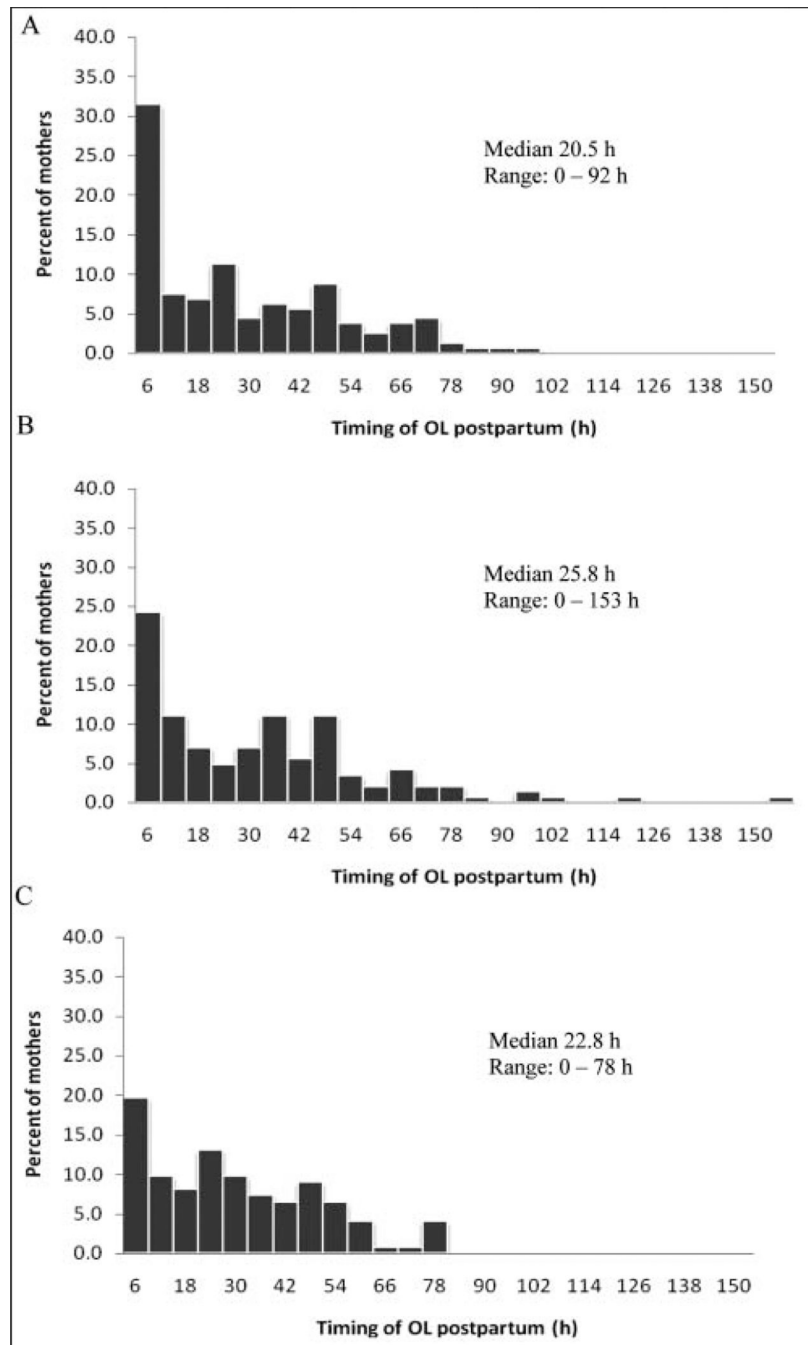 A
40.0
35.0
30.0
25.0
20.0
15.0
10.0
5.0
0.0
Percent of mothers
Median 20.5 h
Range: 0 – 92 h
6 18 30 42 54 66 78 90 102 114 126 138 150
Timing of OL postpartum (h)
B
40.0
35.0
30.0
25.0
20.0
15.0
10.0
5.0
0.0
Percent of mothers
Median 25.8 h
Range: 0 – 153 h
6 18 30 42 54 66 78 90 102 114 126 138 150
Timing of OL postpartum (h)
C
40.0
35.0
30.0
25.0
20.0
15.0
10.0
5.0
0.0
Percent of mothers
Median 22.8 h
Range: 0 – 78 h
6 18 30 42 54 66 78 90 102 114 126 138 150
Timing of OL postpartum (h)